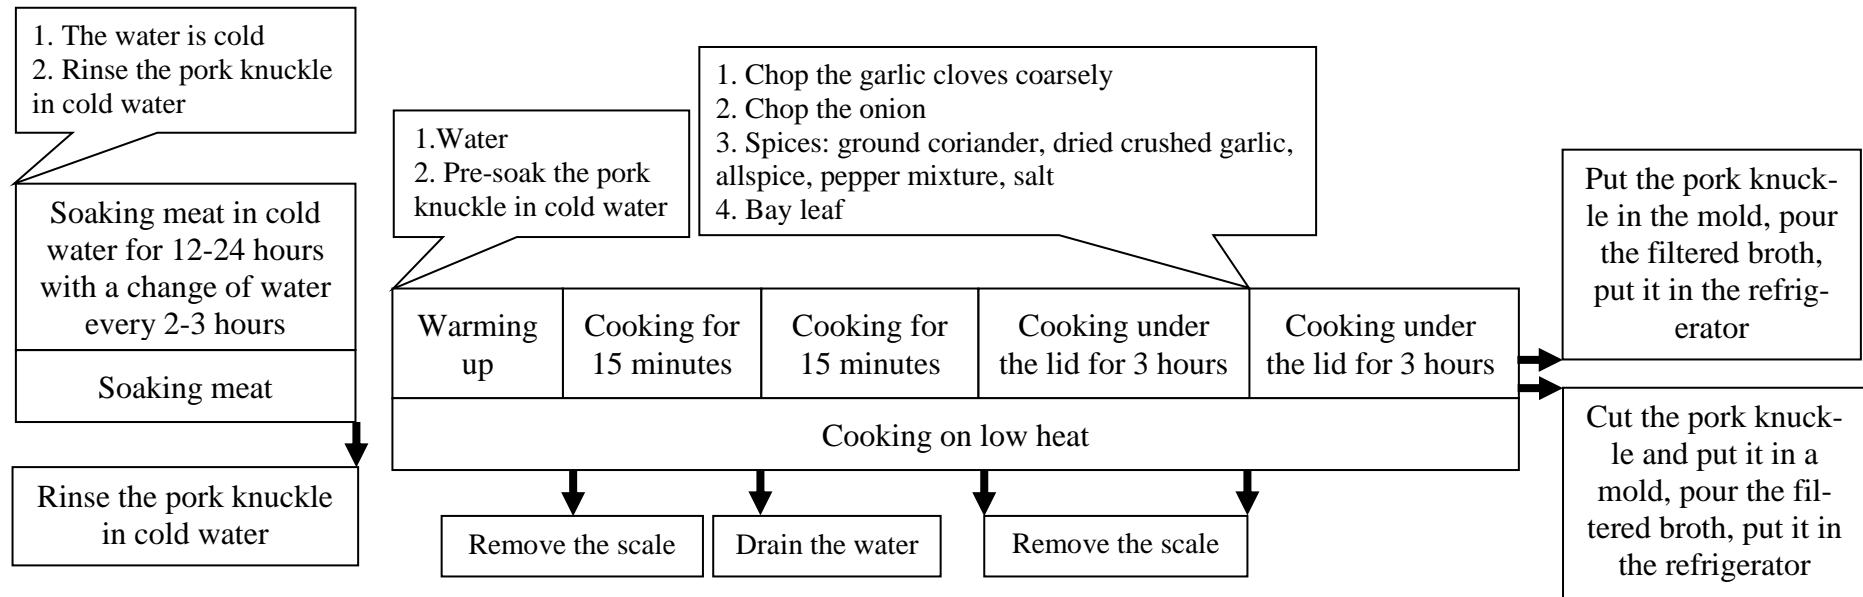 1. The water is cold
2. Rinse the pork knuckle
in cold water
Soaking meat in cold
water for 12-24 hours
with a change of water
every 2-3 hours
Soaking meat
Rinse the pork knuckle
in cold water
1.Water
2. Pre-soak the pork
knuckle in cold water
1. Chop the garlic cloves coarsely
2. Chop the onion
3. Spices: ground coriander, dried crushed garlic,
allspice, pepper mixture, salt
4. Bay leaf
Warming
up
Cooking for
15 minutes
Cooking for
15 minutes
Cooking under
the lid for 3 hours
Cooking under
the lid for 3 hours
Cooking on low heat
Remove the scale
Drain the water
Remove the scale
Put the pork knuck-
le in the mold, pour
the filtered broth,
put it in the refrig-
erator
Cut the pork knuck-
le and put it in a
mold, pour the fil-
tered broth, put it in
the refrigerator